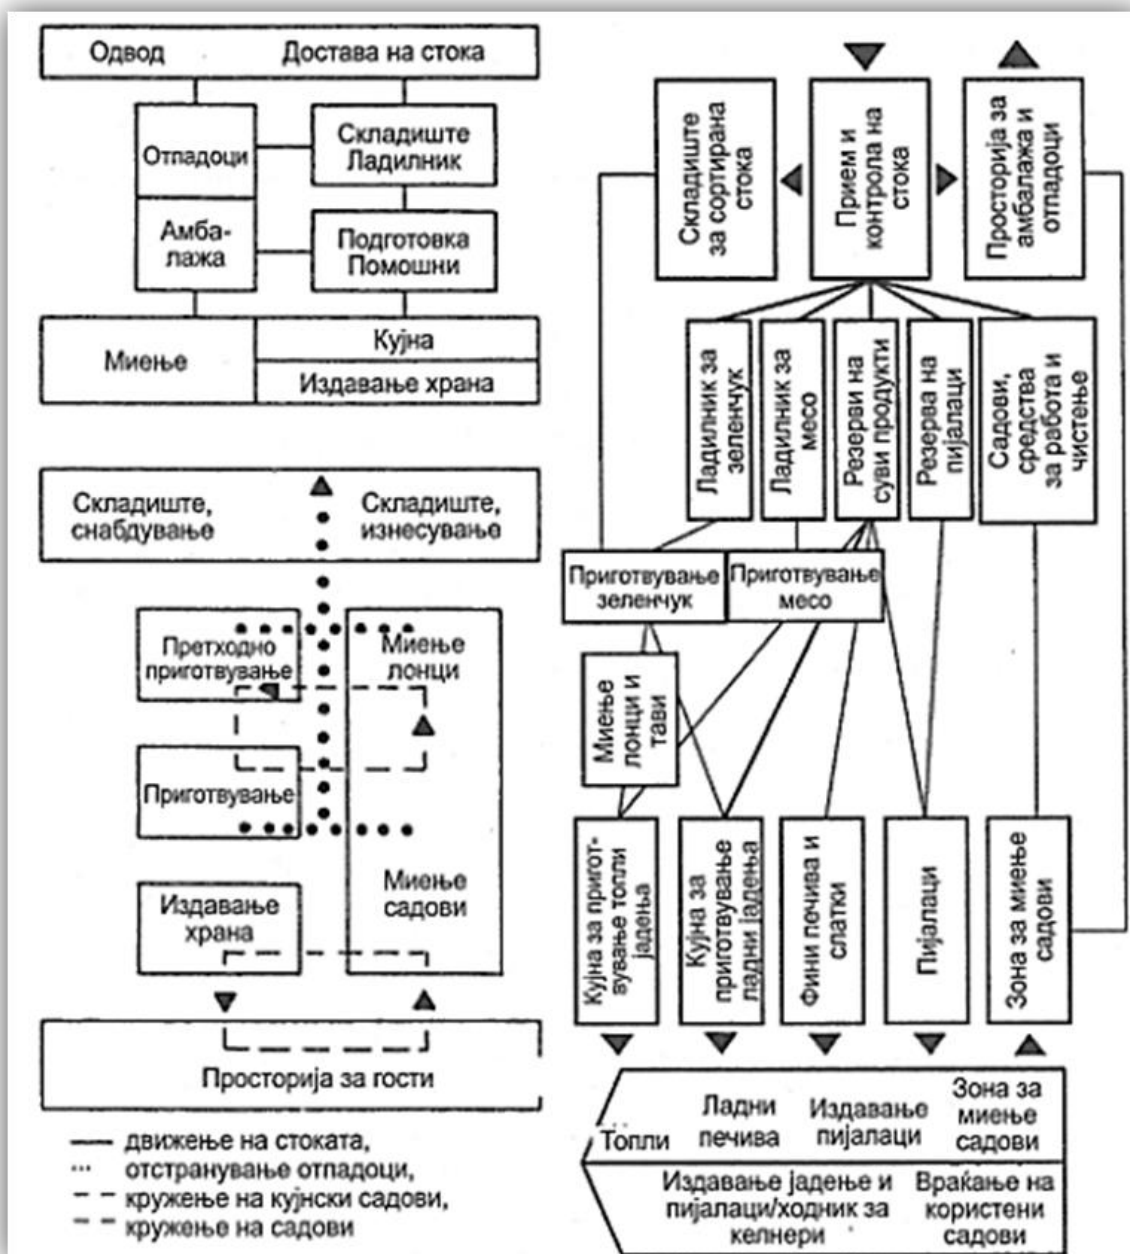 Одвод
Достава на стока
Отпадоци
Складиште
Ладилник
Амба-
лажа
Подготовка
Помошни
Миење
Кујна
Издавање храна
Складиште,
снабдување
Складиште,
изнесување
Претходно
приготвување
Миење
лонци
Приготвување
Издавање
храна
Миење
садови
Просторија за гости
движење на стоката,
отстранување отпадоци,
кружење на кујнски садови,
кружење на садови
Складиште
за сортирана
стока
Прием и
контрола на
стока
Просторија за
амбалажа и
отпадоци
Ладилник за
зеленчук
Ладилник за
месо
Резерви на
суви продукти
Резерва на
пијалаци
Садови,
средства
за работа и
чистење
Приготвување
зеленчук
Приготвување
месо
Миење
лонци и
тави
Кујна за пригот-
вување топли
јадења
Кујна за
приготвување
ладни јадења
Фини печива и
слатки
Пијалаци
Зона за миење
садови
Топли
Ладни
печива
Издавање
пијалаци
Зона за
миење
садови
Издавање јадење и
пијалаци/ходник за
келнери
Враќање на
користени
садови